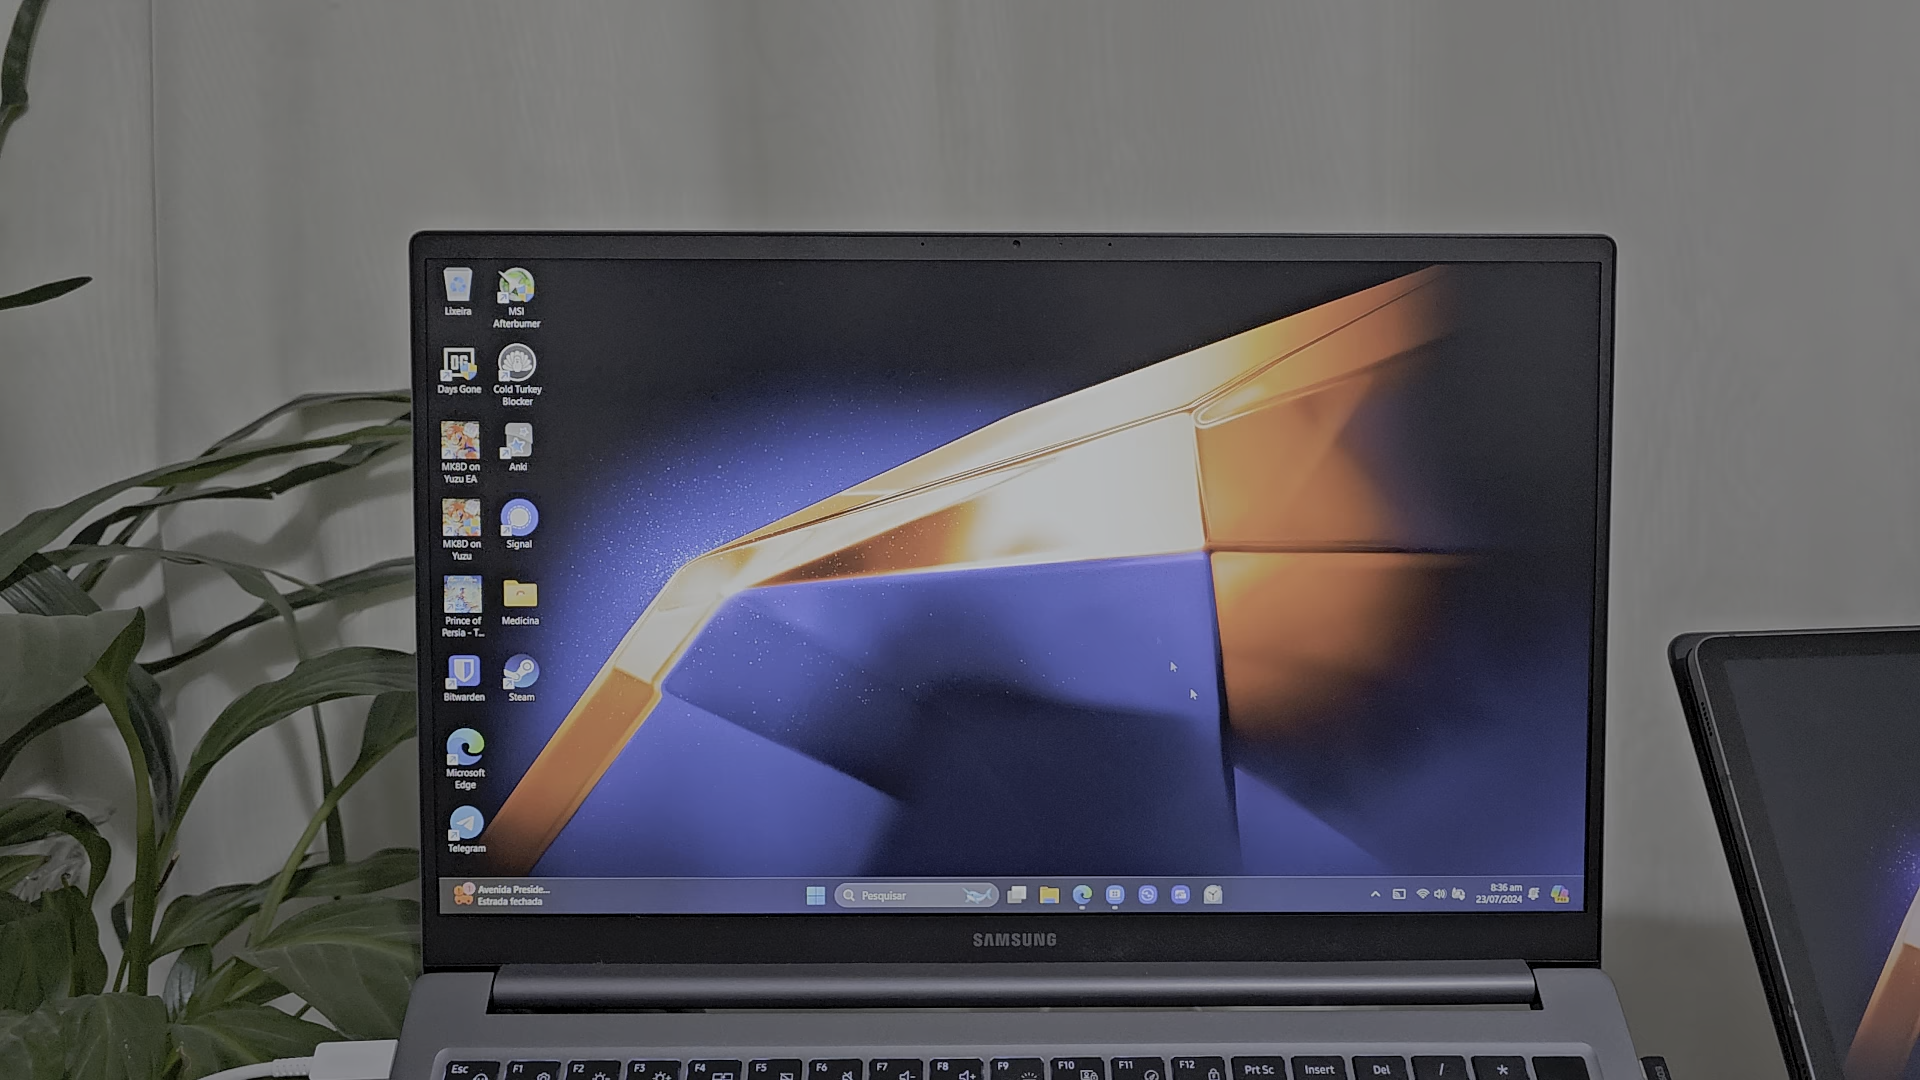 Lixeira
MSI
Afterburner
Days Gone
Cold Turkey
Blocker
MK8D on
Yuzu EA
Anki
MK8D on
Yuzu
Signal
Prince of
Persia - T...
Medicina
Bitwarden
Steam
Microsoft
Edge
Telegram
Avenida Preside...
Estrada fechada
Pesquisar
8:36 am
23/07/2024
SAMSUNG
Esc
F1
F2
F3
F4
F5
F6
F7
F8
F9
F10
F11
F12
Prt Sc
Insert
Del
/
*